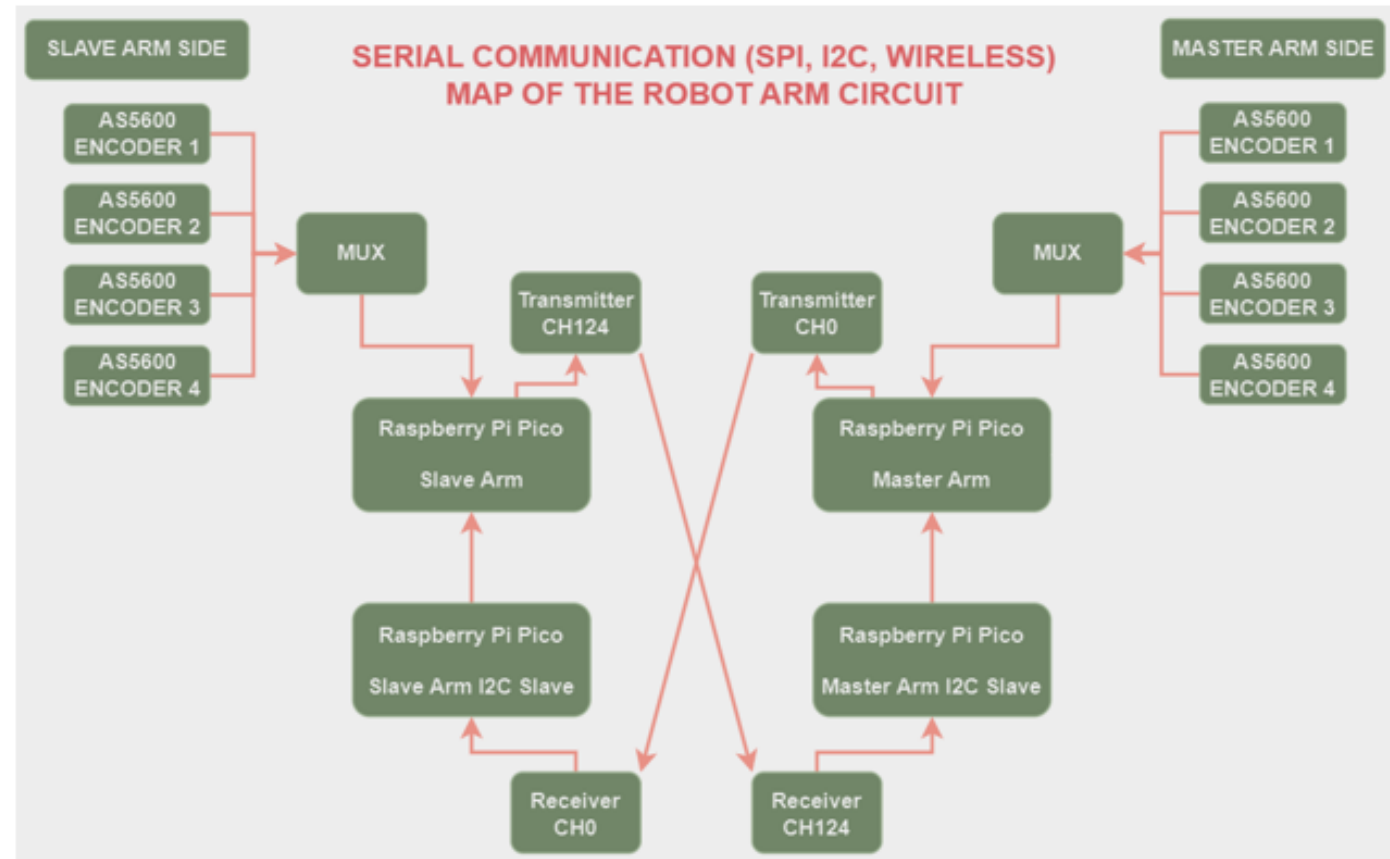 SLAVE ARM SIDE
SERIAL COMMUNICATION (SPI, I2C, WIRELESS)
MAP OF THE ROBOT ARM CIRCUIT
MASTER ARM SIDE
AS5600
ENCODER 1
AS5600
ENCODER 2
AS5600
ENCODER 3
AS5600
ENCODER 4
MUX
Transmitter
CH124
Transmitter
CH0
MUX
AS5600
ENCODER 1
AS5600
ENCODER 2
AS5600
ENCODER 3
AS5600
ENCODER 4
Raspberry Pi Pico
Slave Arm
Raspberry Pi Pico
Master Arm
Raspberry Pi Pico
Slave Arm I2C Slave
Raspberry Pi Pico
Master Arm I2C Slave
Receiver
CH0
Receiver
CH124